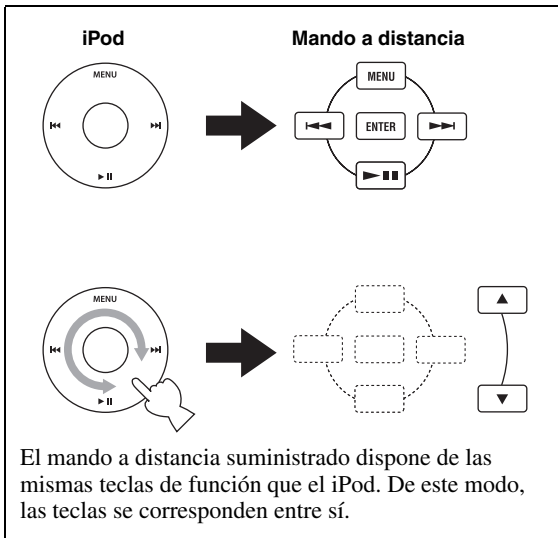 iPod Mando a distancia
MENU
MENU
ENTER
MENU
El mando a distancia suministrado dispone de las
mismas teclas de función que el iPod. De este modo,
las teclas se corresponden entre sí.